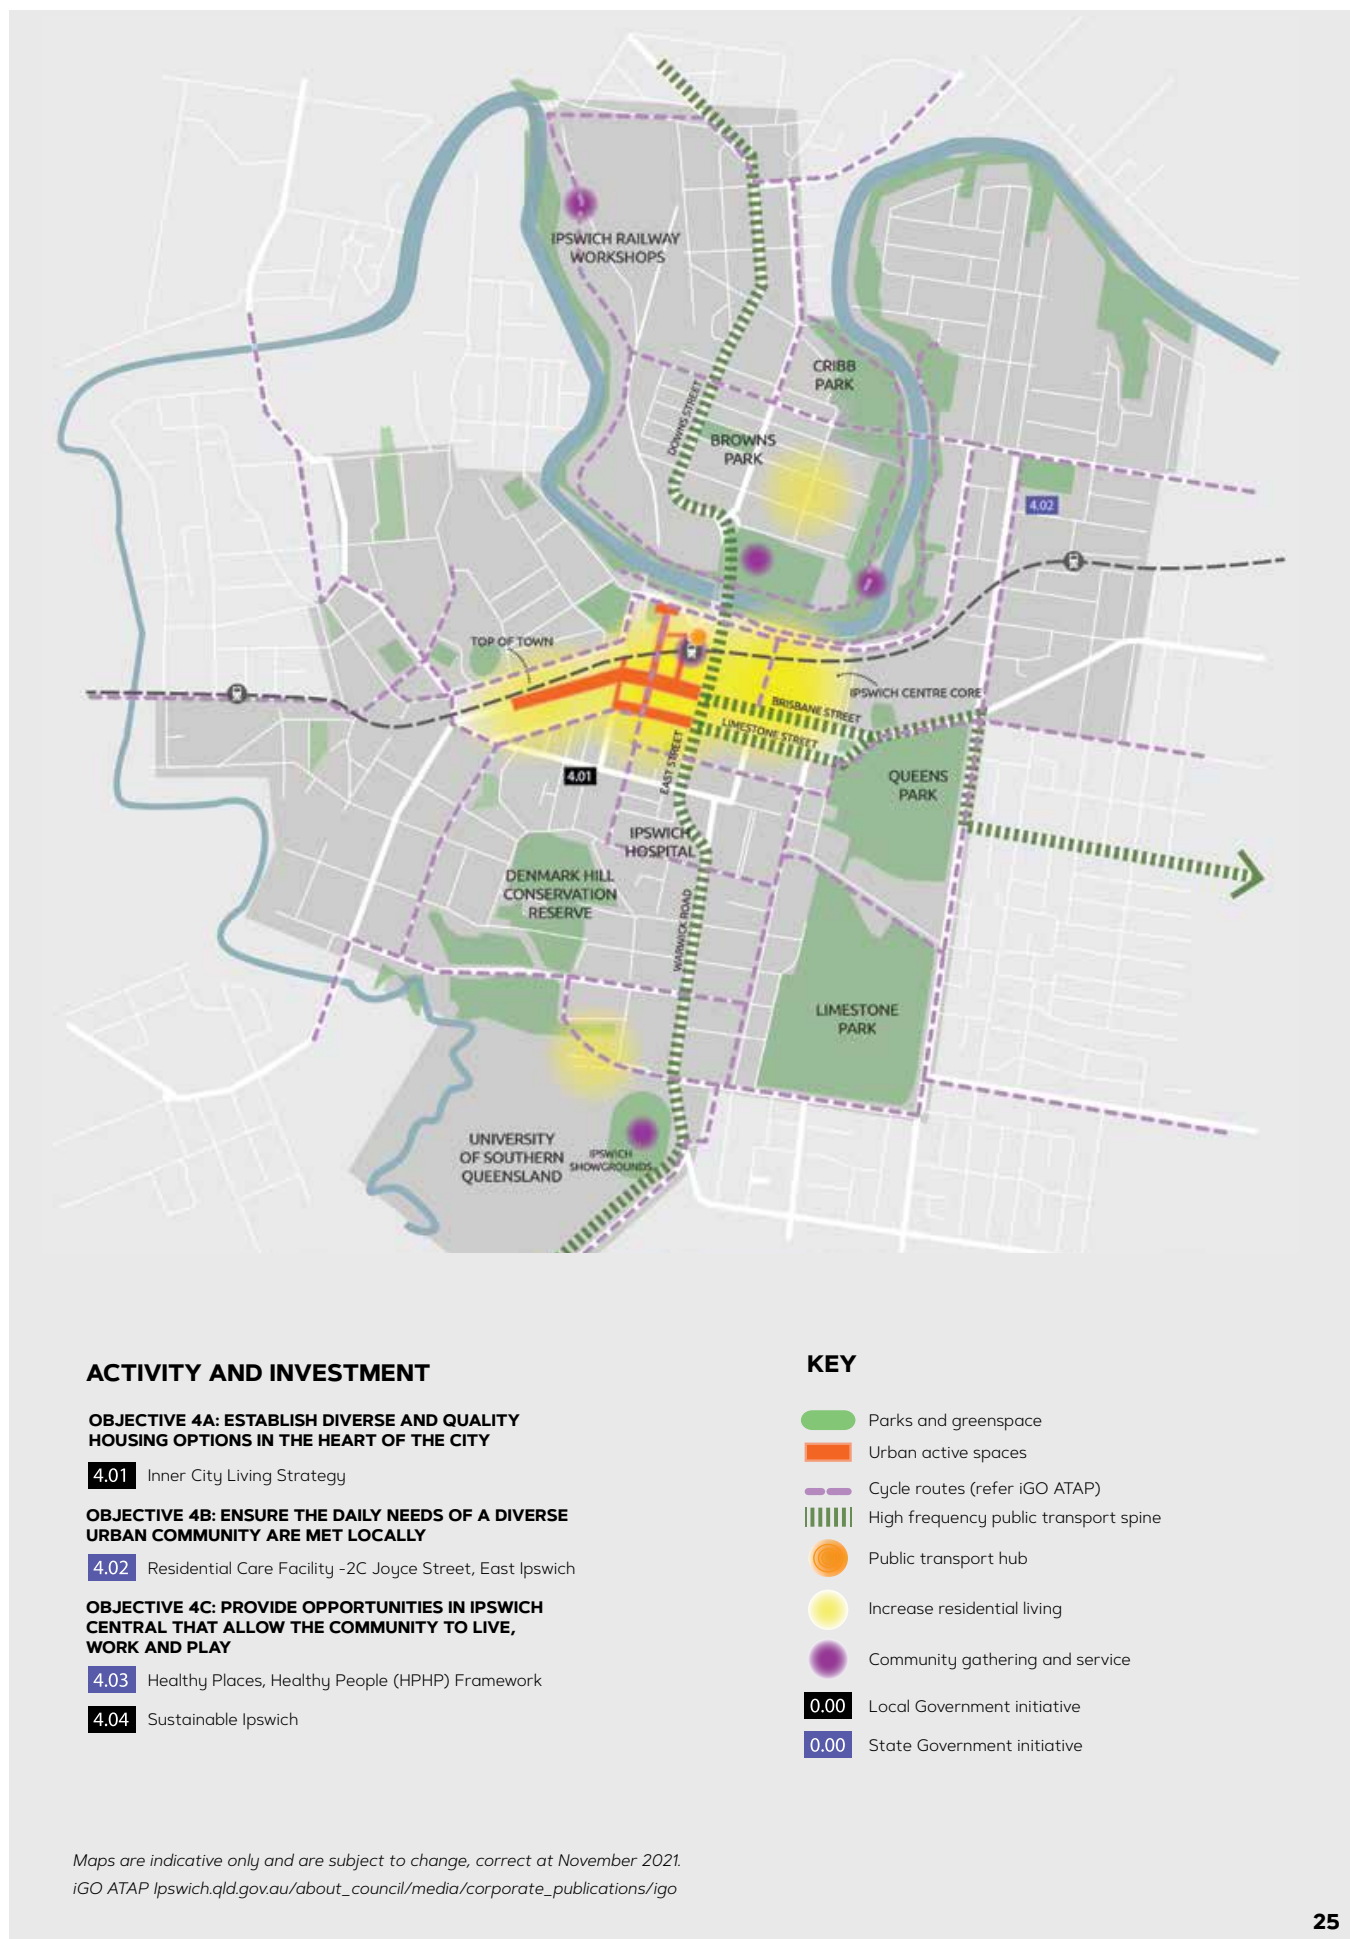 IPSWICH RAILWAY
WORKSHOPS
CRIBB
PARK
DOWNS STREET
BROWNS
PARK
4.02
TOP OF TOWN
IPSWICH CENTRE CORE
BRISBANE STREET
LIMESTONE STREET
EAST STREET
4.01
QUEENS
PARK
IPSWICH
HOSPITAL
DENMARK HILL
CONSERVATION
RESERVE
WARWICK ROAD
LIMESTONE
PARK
UNIVERSITY
OF SOUTHERN
QUEENSLAND
IPSWICH
SHOWGROUNDS
ACTIVITY AND INVESTMENT
OBJECTIVE 4A: ESTABLISH DIVERSE AND QUALITY
HOUSING OPTIONS IN THE HEART OF THE CITY
4.01 Inner City Living Strategy
OBJECTIVE 4B: ENSURE THE DAILY NEEDS OF A DIVERSE
URBAN COMMUNITY ARE MET LOCALLY
4.02 Residential Care Facility -2C Joyce Street, East Ipswich
OBJECTIVE 4C: PROVIDE OPPORTUNITIES IN IPSWICH
CENTRAL THAT ALLOW THE COMMUNITY TO LIVE,
WORK AND PLAY
4.03 Healthy Places, Healthy People (HPHP) Framework
4.04 Sustainable Ipswich
KEY
Parks and greenspace
Urban active spaces
Cycle routes (refer iGO ATAP)
High frequency public transport spine
Public transport hub
Increase residential living
Community gathering and service
0.00 Local Government initiative
0.00 State Government initiative
Maps are indicative only and are subject to change, correct at November 2021.
iGO ATAP Ipswich.qld.gov.au/about_council/media/corporate_publications/igo
25